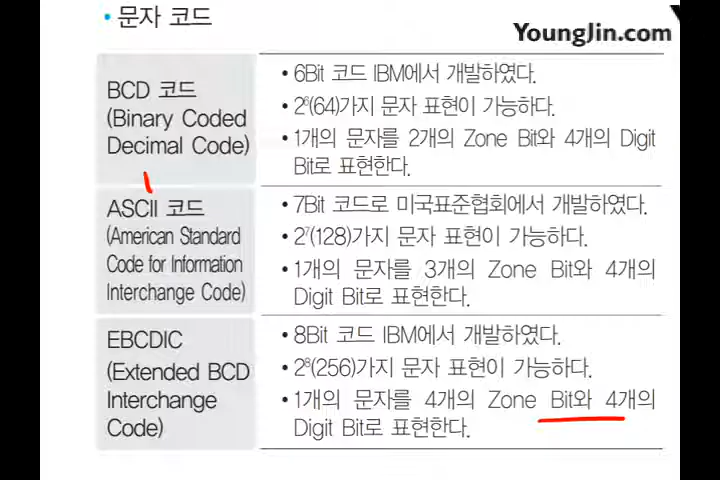 • 문자 코드
YoungJin.com
BCD 코드
(Binary Coded
Decimal Code)
• 6Bit 코드 IBM에서 개발하였다.
• 2⁶(64)가지 문자 표현이 가능하다.
• 1개의 문자를 2개의 Zone Bit와 4개의 Digit
Bit로 표현한다.
ASCII 코드
(American Standard
Code for Information
Interchange Code)
• 7Bit 코드로 미국표준협회에서 개발하였다.
• 2⁷(128)가지 문자 표현이 가능하다.
• 1개의 문자를 3개의 Zone Bit와 4개의
Digit Bit로 표현한다.
EBCDIC
(Extended BCD
Interchange
Code)
• 8Bit 코드 IBM에서 개발하였다.
• 2⁸(256)가지 문자 표현이 가능하다.
• 1개의 문자를 4개의 Zone Bit와 4개의
Digit Bit로 표현한다.